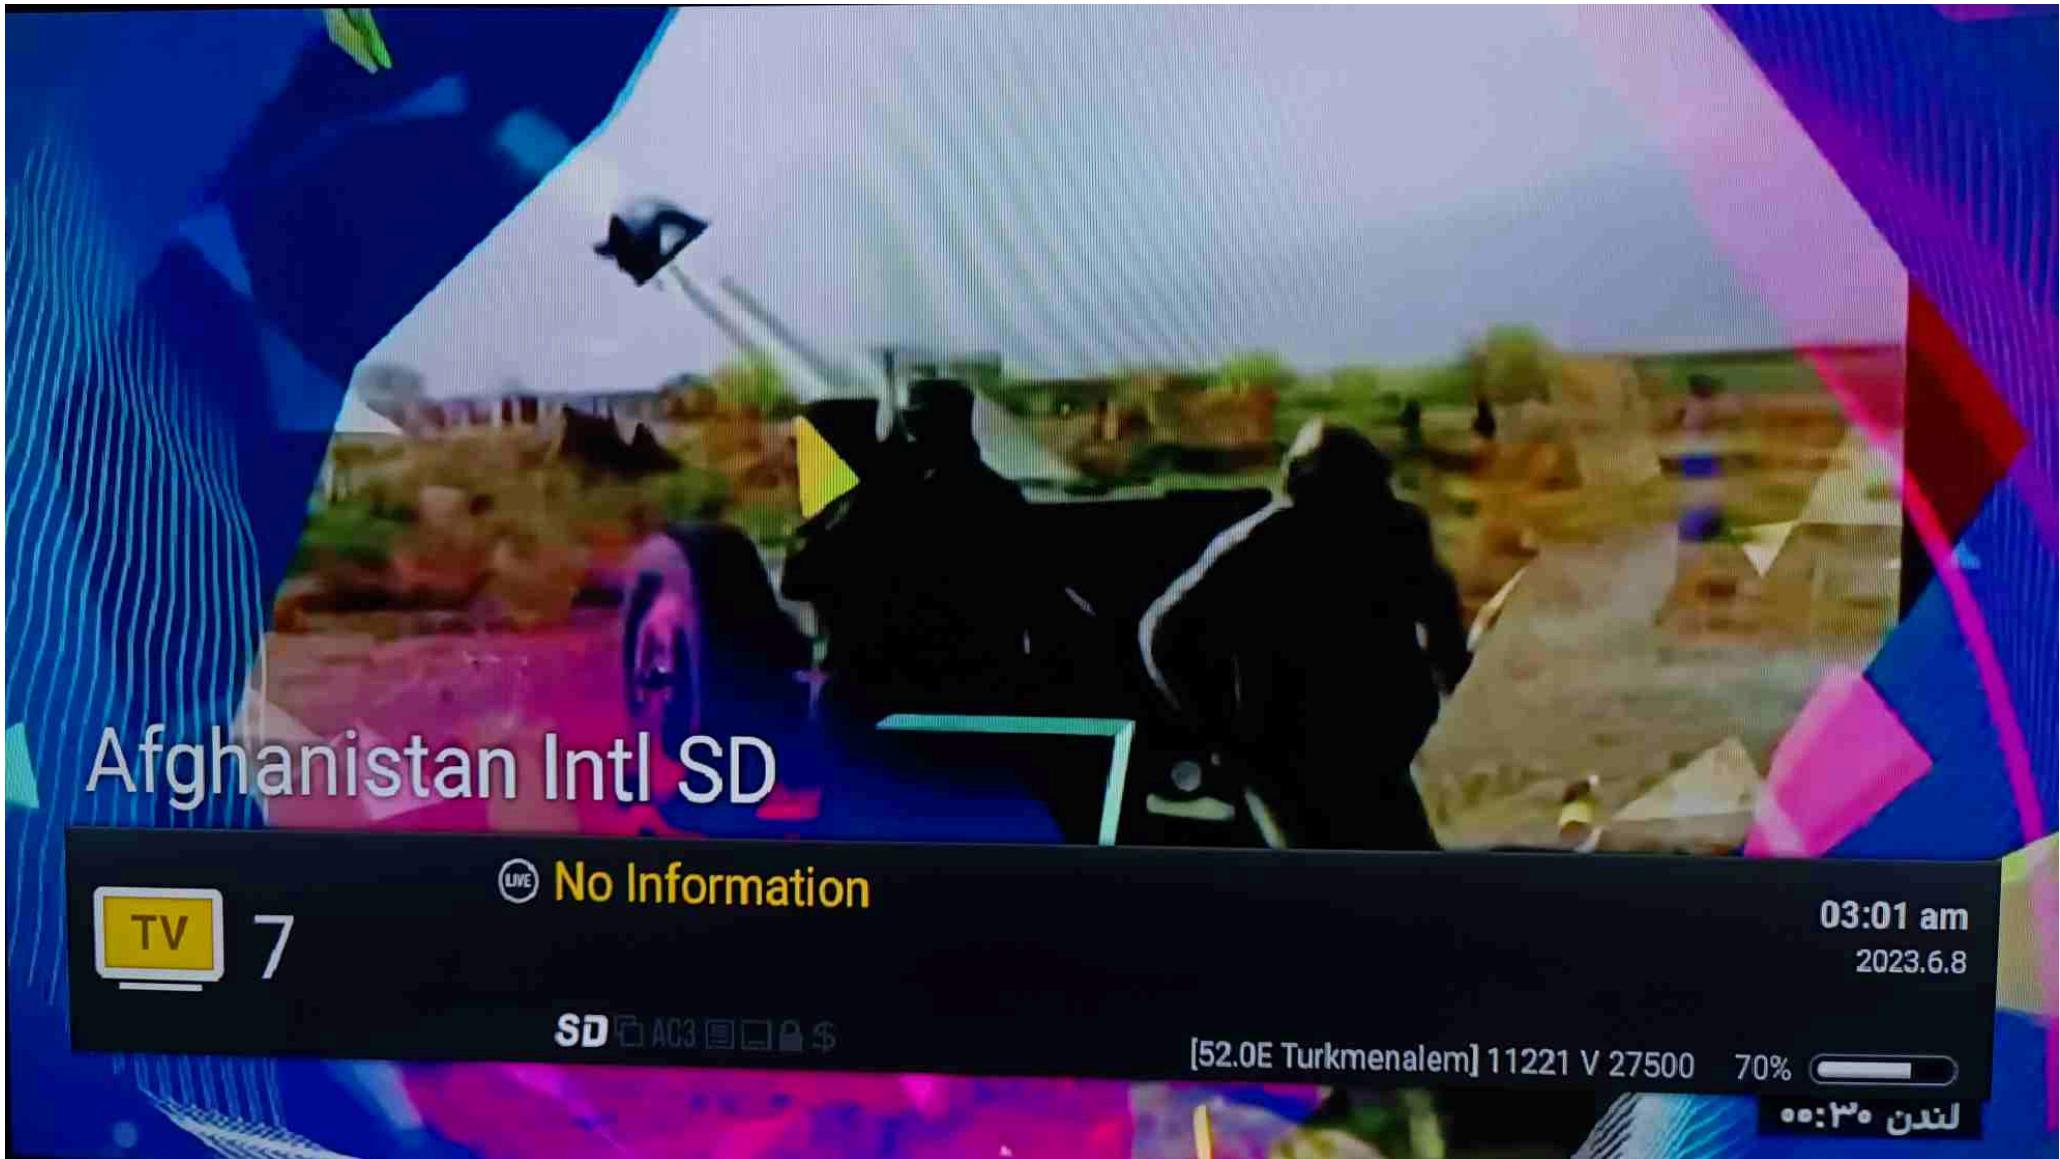 Afghanistan Intl SD
LIVE No Information
TV 7
03:01 am
2023.6.8
SD AC3 $
[52.0E Turkmenalem] 11221 V 27500 70%
لندن ۰۰:۳۰